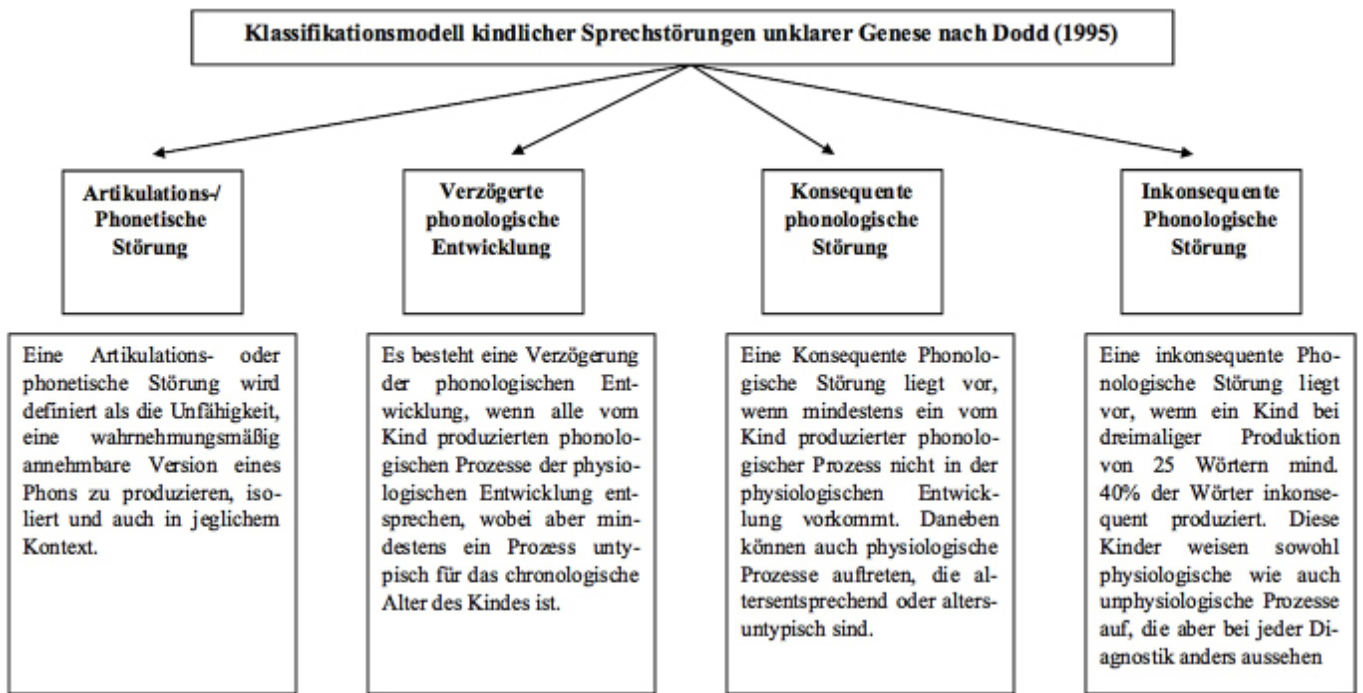 Klassifikationsmodell kindlicher Sprechstörungen unklarer Genese nach Dodd (1995)
Artikulations-/
Phonetische
Störung
Verzögerte
phonologische
Entwicklung
Konsequente
phonologische
Störung
Inkonsequente
Phonologische
Störung
Eine Artikulations- oder
phonetische Störung wird
definiert als die Unfähigkeit,
eine wahrnehmungsmäßig
annehmbare Version eines
Phons zu produzieren, iso-
liert und auch in jeglichem
Kontext.
Es besteht eine Verzögerung
der phonologischen Ent-
wicklung, wenn alle vom
Kind produzierten phonolo-
gischen Prozesse der physio-
logischen Entwicklung ent-
sprechen, wobei aber min-
destens ein Prozess unty-
pisch für das chronologische
Alter des Kindes ist.
Eine Konsequente Phonolo-
gische Störung liegt vor,
wenn mindestens ein vom
Kind produzierter phonolo-
gischer Prozess nicht in der
physiologischen Entwick-
lung vorkommt. Daneben
können auch physiologische
Prozesse auftreten, die al-
tersentsprechend oder alters-
untypisch sind.
Eine inkonsequente Pho-
nologische Störung liegt
vor, wenn ein Kind bei
dreimaliger Produktion
von 25 Wörtern mind.
40% der Wörter inkonse-
quent produziert. Diese
Kinder weisen sowohl
physiologische wie auch
unphysiologische Prozesse
auf, die aber bei jeder Di-
agnostik anders aussehen